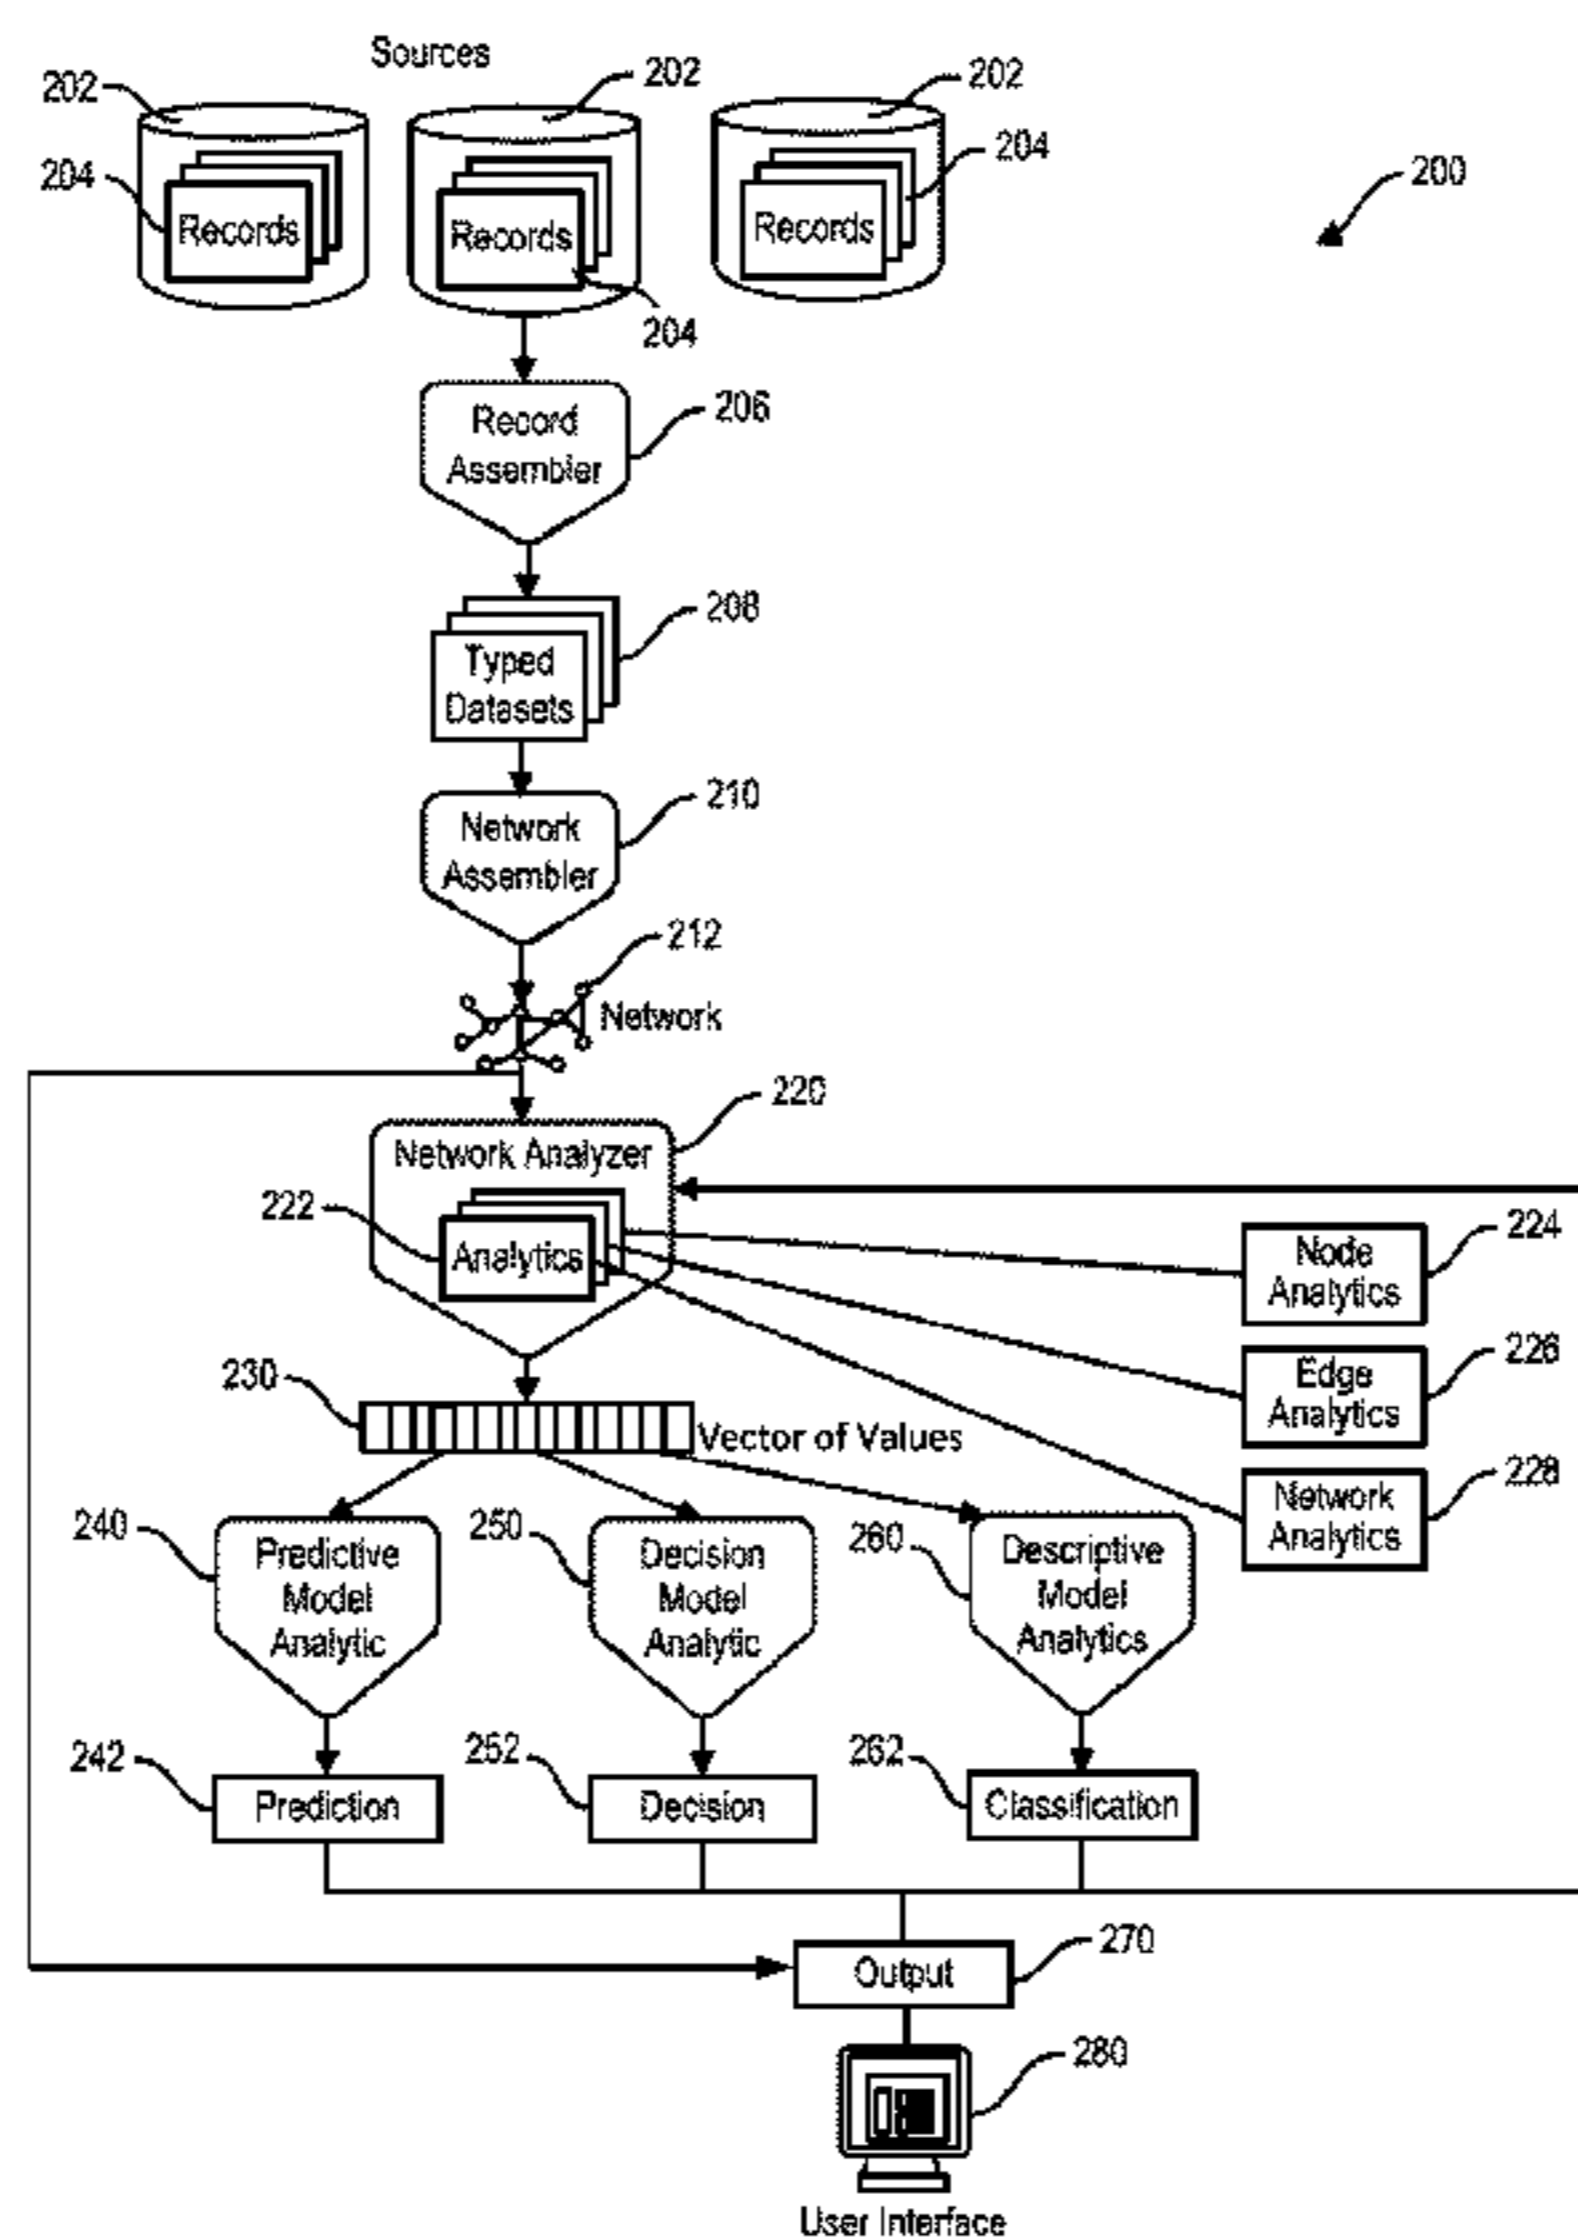 Sources
202
202
202
204
204
200
Records
Records
Records
204
Record
Assembler
206
208
Typed
Datasets
210
Network
Assembler
212
Network
220
Network Analyzer
222
Analytics
Node
Analytics
224
Edge
Analytics
226
230
Vector of Values
Network
Analytics
228
240
Predictive
Model
Analytic
250
Decision
Model
Analytic
260
Descriptive
Model
Analytics
242
Prediction
252
Decision
262
Classification
270
Output
280
User Interface